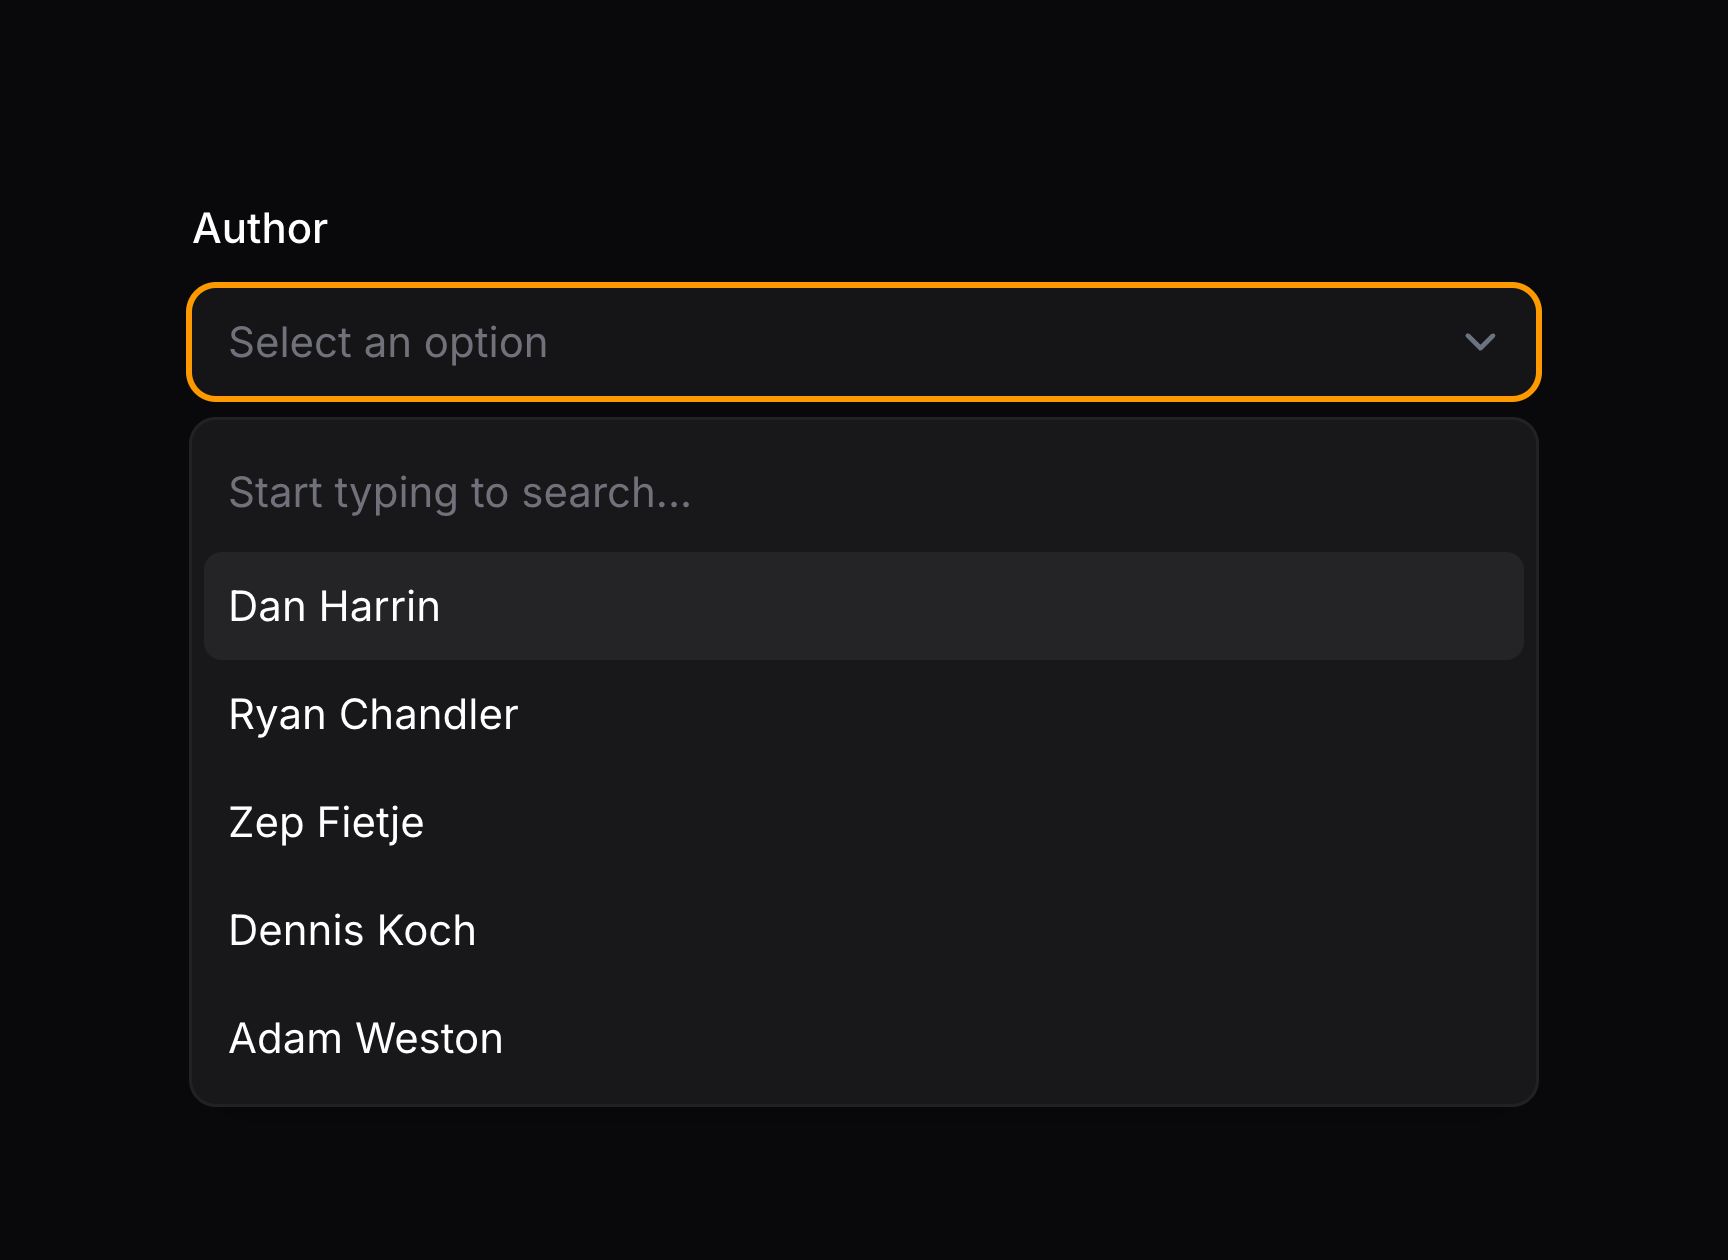 Author
Select an option
Start typing to search...
Dan Harrin
Ryan Chandler
Zep Fietje
Dennis Koch
Adam Weston